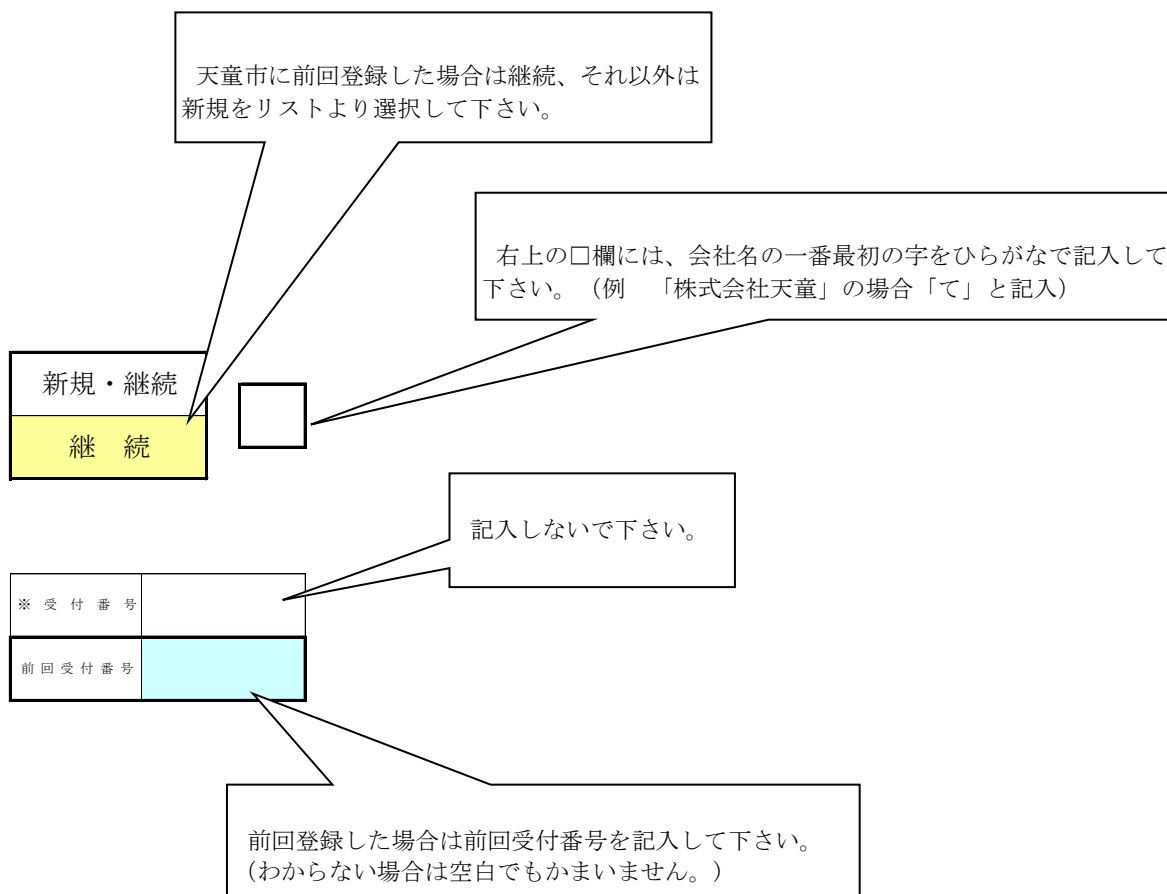 天童市に前回登録した場合は継続、それ以外は
新規をリストより選択して下さい。
右上の□欄には、会社名の一番最初の字をひらがなで記入して
下さい。（例　「株式会社天童」の場合「て」と記入）
新規・継続
継　続
記入しないで下さい。
※受付番号
前回受付番号
前回登録した場合は前回受付番号を記入して下さい。
（わからない場合は空白でもかまいません。）